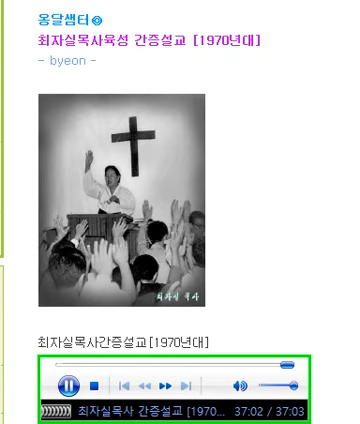 옹달샘터
최자실목사육성 간증설교 [1970년대]
- byeon -
최자실 목사
최자실목사간증설교[1970년대]
최자실목사 간증설교 [1970... 37:02 / 37:03